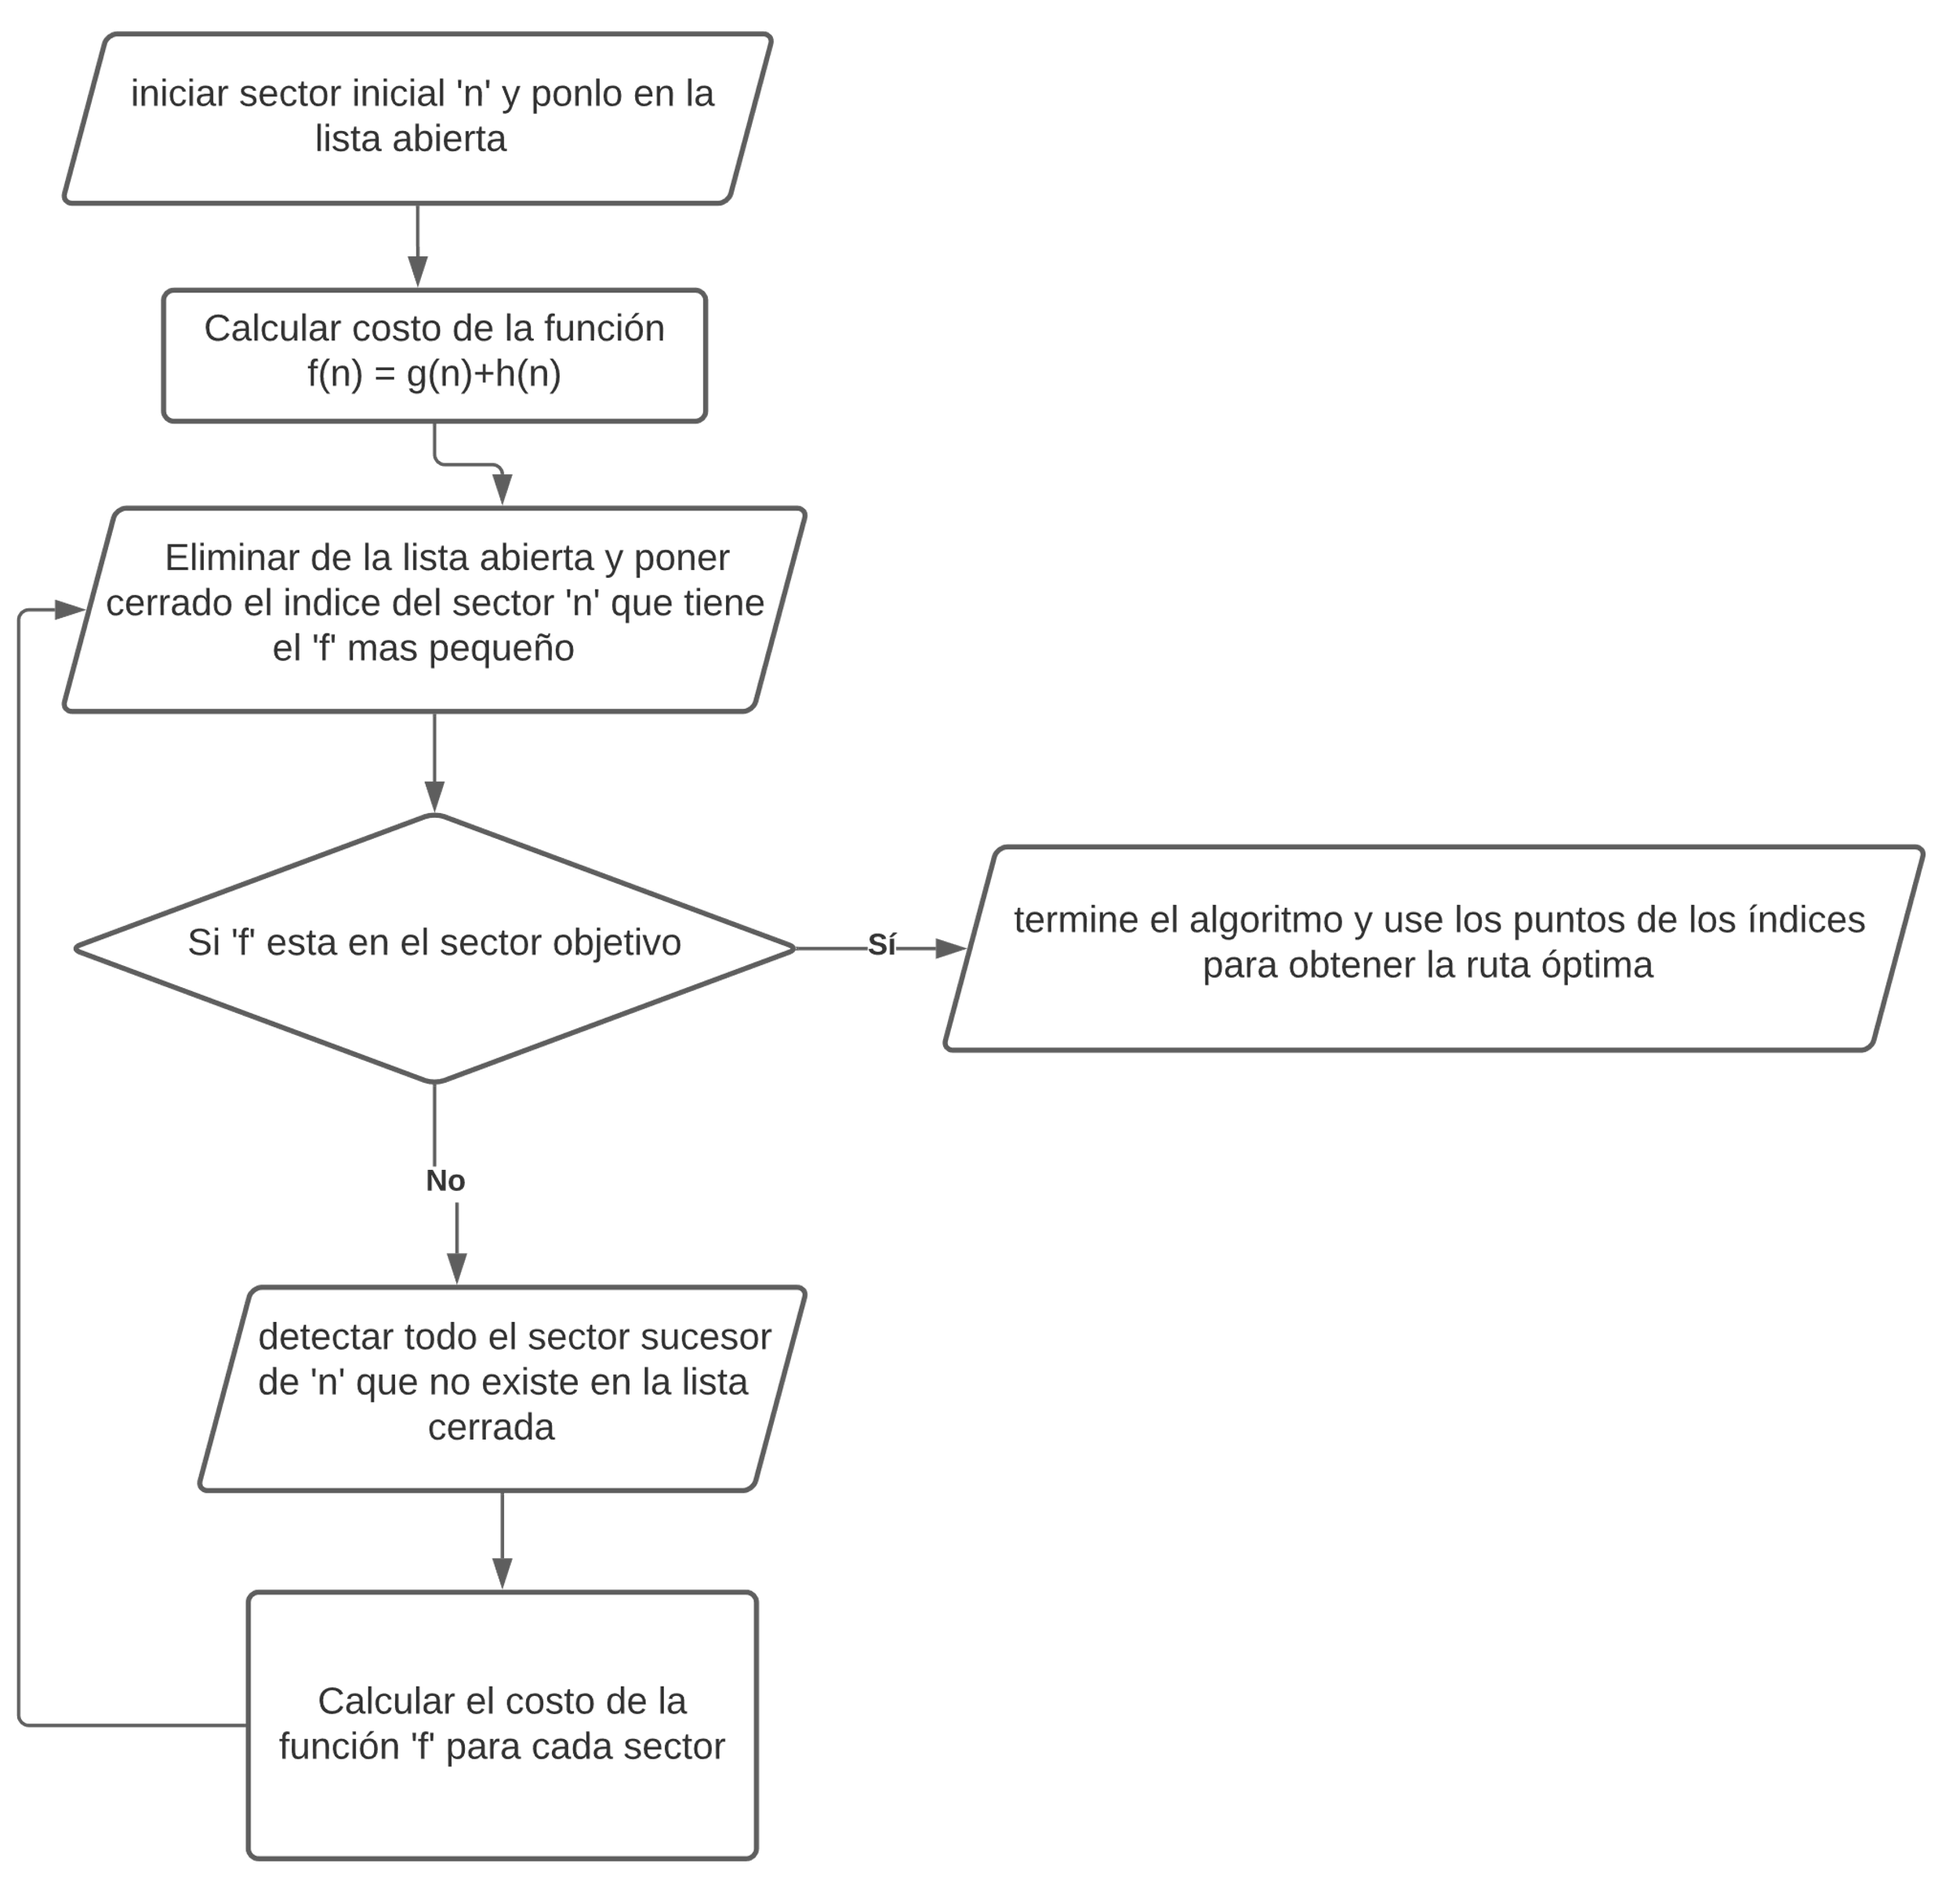 iniciar sector inicial 'n' y ponlo en la
lista abierta
Calcular costo de la función
f(n) = g(n)+h(n)
Eliminar de la lista abierta y poner
cerrado el indice del sector 'n' que tiene
el 'f' mas pequeño
Si 'f' esta en el sector objetivo
Sí
termine el algoritmo y use los puntos de los índices
para obtener la ruta óptima
No
detectar todo el sector sucesor
de 'n' que no existe en la lista
cerrada
Calcular el costo de la
función 'f' para cada sector